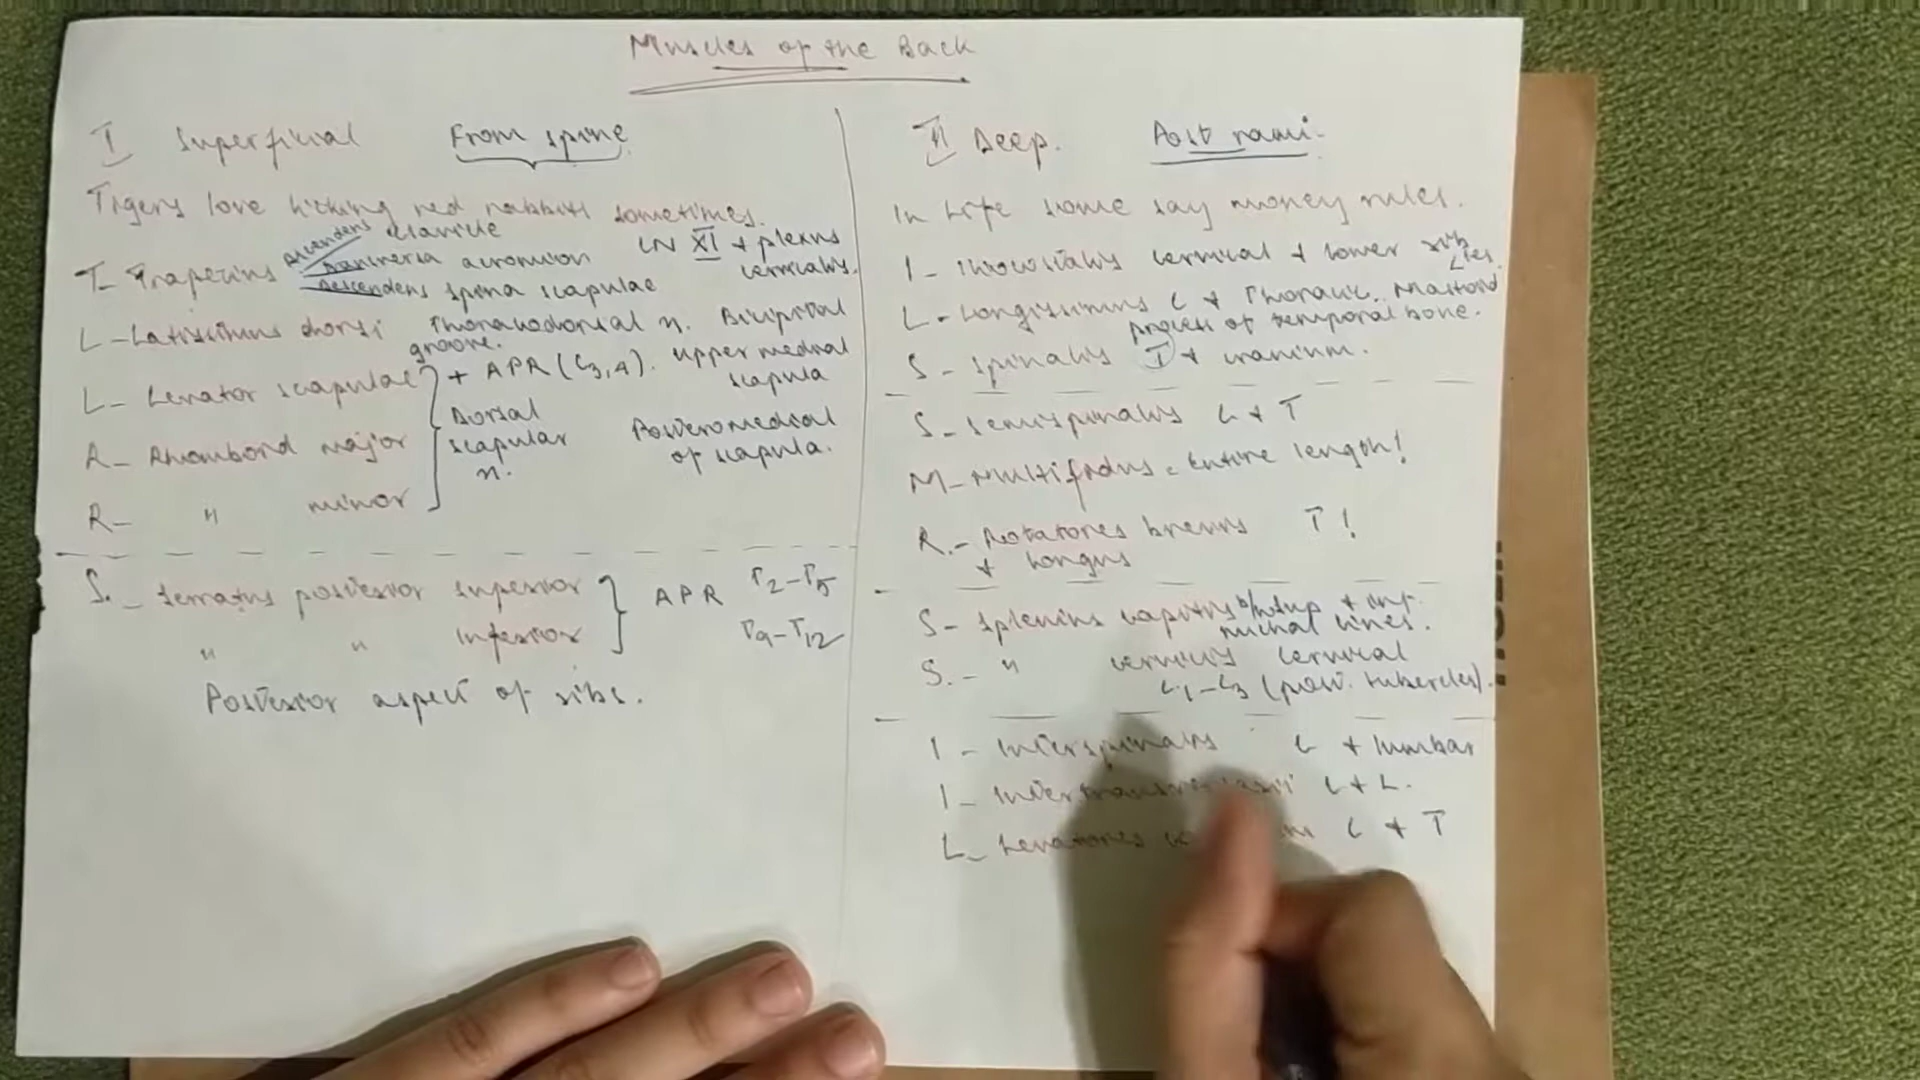 Muscles of the Back
I Superficial From spine
Tigers love kicking red rabbits sometimes.
T- Trapezius Ascendens clavicle CN XI + plexus
Transversa acromion cervicalis.
Descendens spina scapulae
L- Latissimus dorsi Thoracodorsal n. Bicipital
groove.
L- Levator scapulae + APR (C3,4). upper medial
scapula
R- Rhomboid major Dorsal scapular n. Posteromedial
of scapula.
R- " minor
S.- Serratus posterior superior APR T2-T5
" " Inferior T9-T12
Posterior aspect of ribs.
II Deep. Post rami.
In Life some say money rules.
I- Iliocostalis cervical + lower ribs
L- Longissimus C + Thoracic. Mastoid
process of temporal bone.
S- Spinalis T + cranium.
S- Semispinalis C + T
M- Multifidus = Entire length!
R.- Rotatores brevis T!
+ longus
S- Splenius capitis b/n sup + inf.
nuchal lines.
S.- " cervicis cervical
C1-C3 (post. tubercles).
I- Interspinals C + lumbar
I- C + L.
L- Levatores C + T